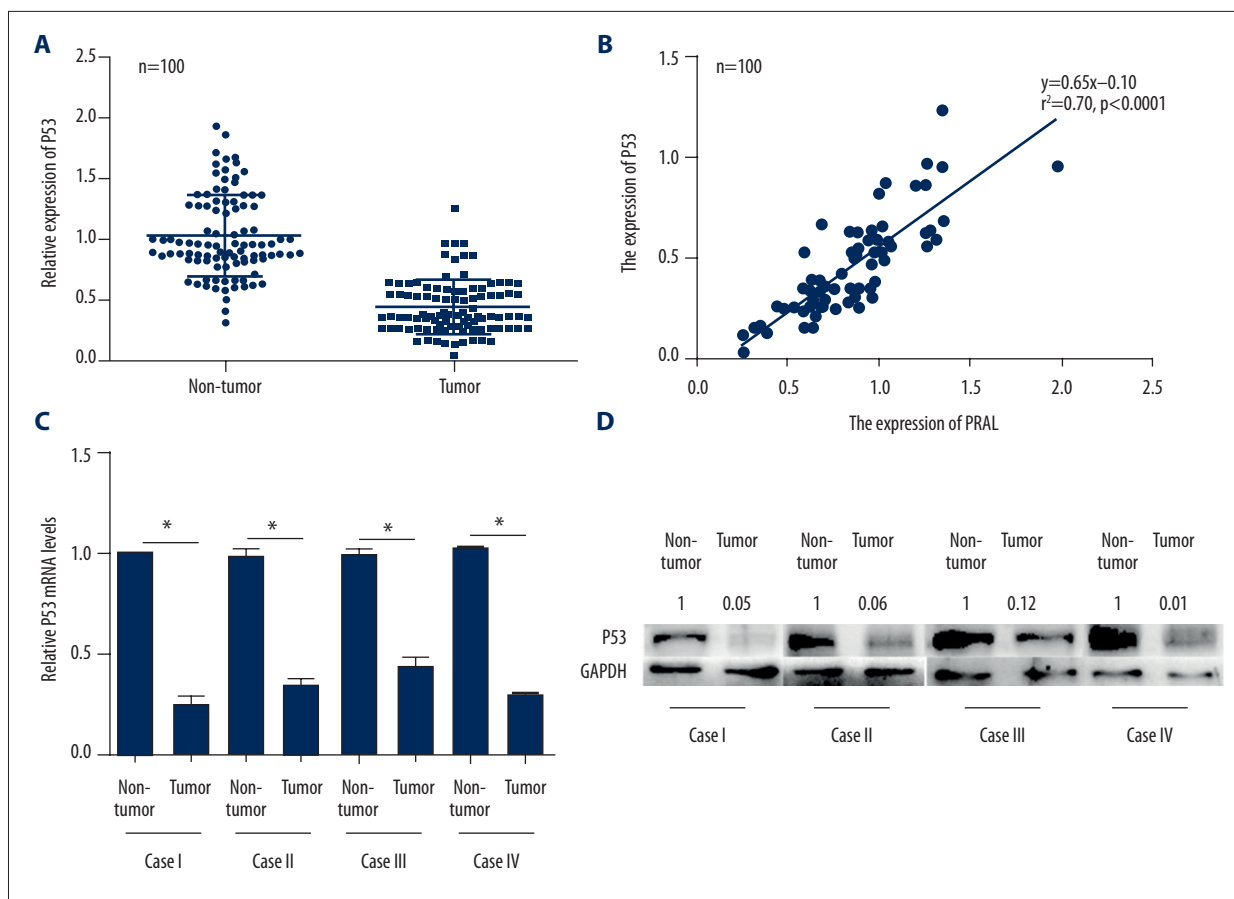 A
2.5
n=100
2.0
1.5
1.0
0.5
0.0
Relative expression of P53
Non-tumor Tumor
B
1.5
n=100
y=0.65x–0.10
r²=0.70, p<0.0001
1.0
0.5
0.0
The expression of P53
0.0 0.5 1.0 1.5 2.0 2.5
The expression of PRAL
C
1.5
1.0
0.5
0.0
Relative P53 mRNA levels
* * * *
Non- Tumor Non- Tumor Non- Tumor Non- Tumor
tumor tumor tumor tumor
Case I Case II Case III Case IV
D
Non- Tumor Non- Tumor Non- Tumor Non- Tumor
tumor tumor tumor tumor
1 0.05 1 0.06 1 0.12 1 0.01
P53
GAPDH
Case I Case II Case III Case IV